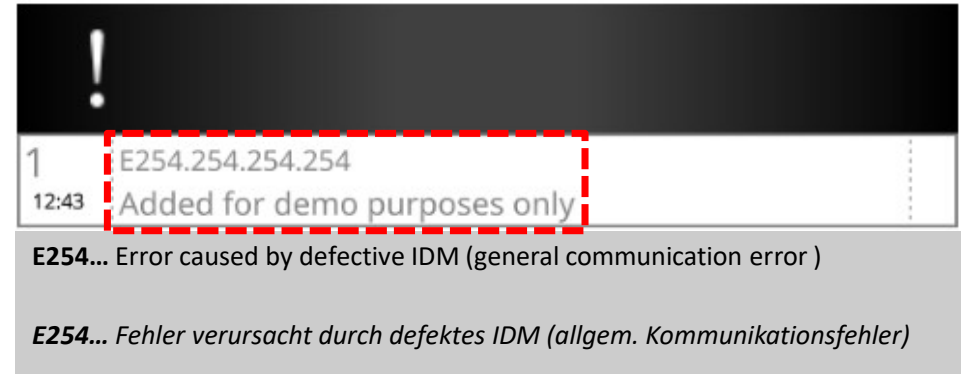 !
1
E254.254.254.254
12:43
Added for demo purposes only
E254… Error caused by defective IDM (general communication error )
E254… Fehler verursacht durch defektes IDM (allgem. Kommunikationsfehler)